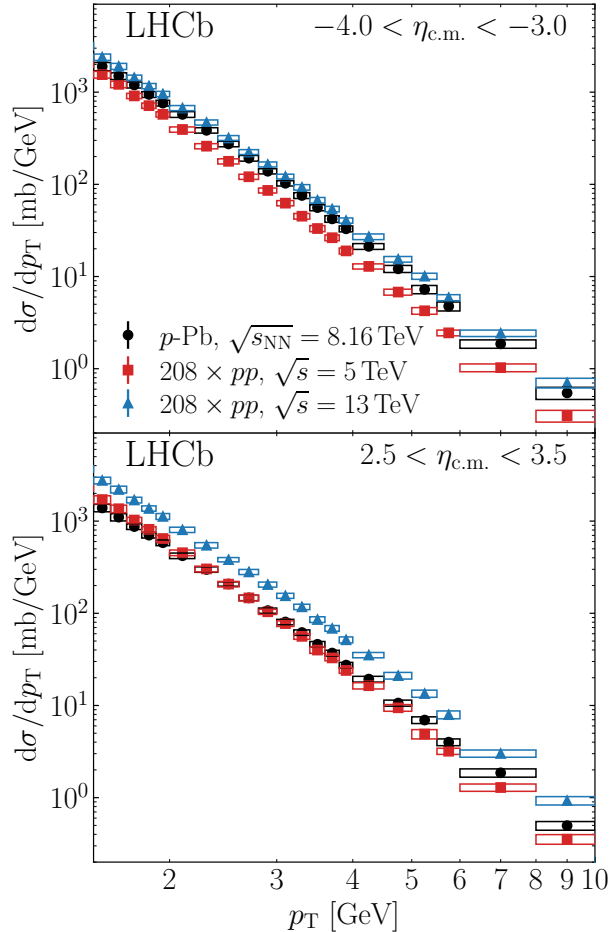 LHCb
−4.0 < η_c.m. < −3.0
10^3
10^2
10^1
10^0
dσ/dp_T [mb/GeV]
p-Pb, √s_NN = 8.16 TeV
208 × pp, √s = 5 TeV
208 × pp, √s = 13 TeV
LHCb
2.5 < η_c.m. < 3.5
10^3
10^2
10^1
10^0
dσ/dp_T [mb/GeV]
2 3 4 5 6 7 8 9 10
p_T [GeV]